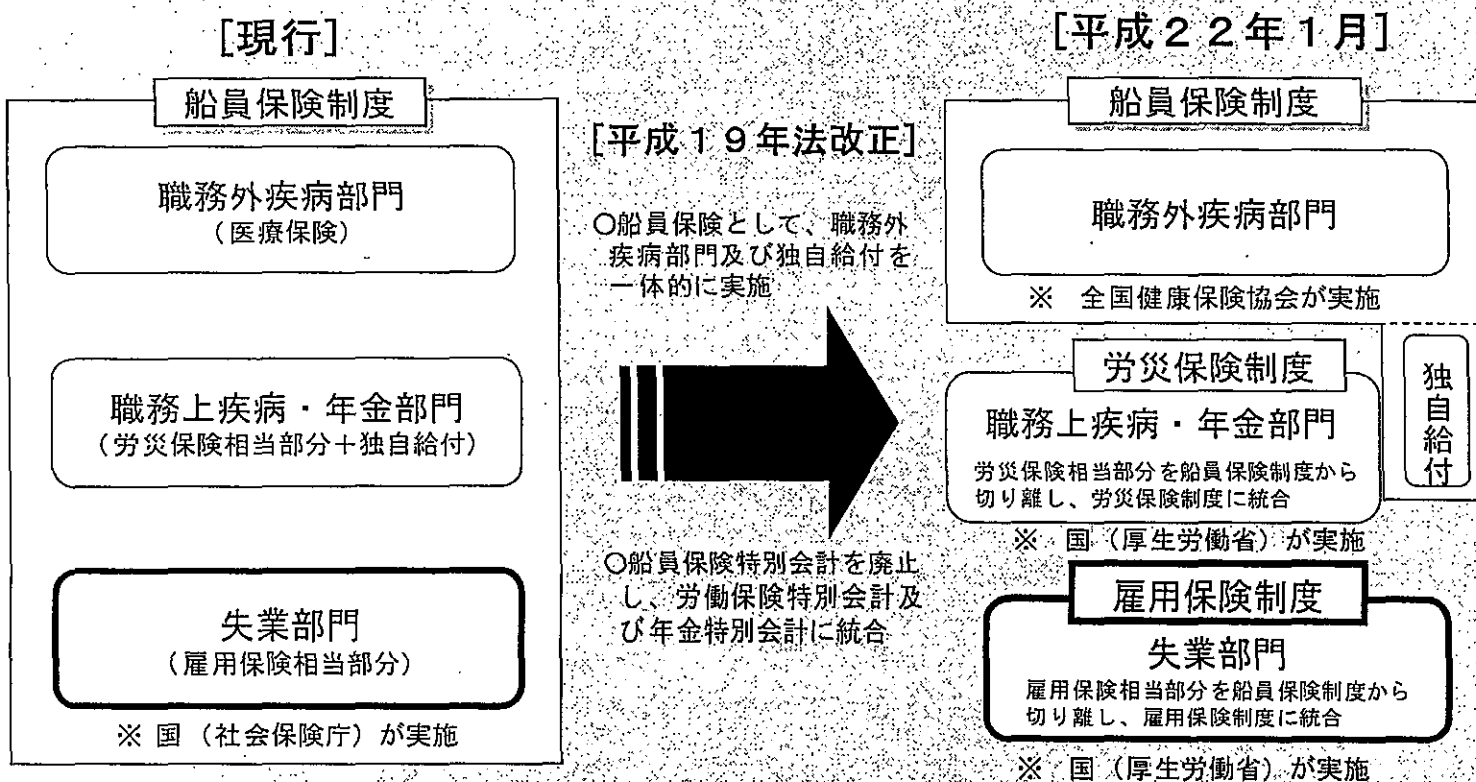 [現行]
船員保険制度
職務外疾病部門
(医療保険)
職務上疾病・年金部門
(労災保険相当部分+独自給付)
失業部門
(雇用保険相当部分)
※ 国(社会保険庁)が実施
[平成19年法改正]
○船員保険として、職務外
疾病部門及び独自給付を
一体的に実施
○船員保険特別会計を廃止
し、労働保険特別会計及
び年金特別会計に統合
[平成22年1月]
船員保険制度
職務外疾病部門
※ 全国健康保険協会が実施
独自給付
労災保険制度
職務上疾病・年金部門
労災保険相当部分を船員保険制度から
切り離し、労災保険制度に統合
※ 国(厚生労働省)が実施
雇用保険制度
失業部門
雇用保険相当部分を船員保険制度から
切り離し、雇用保険制度に統合
※ 国(厚生労働省)が実施